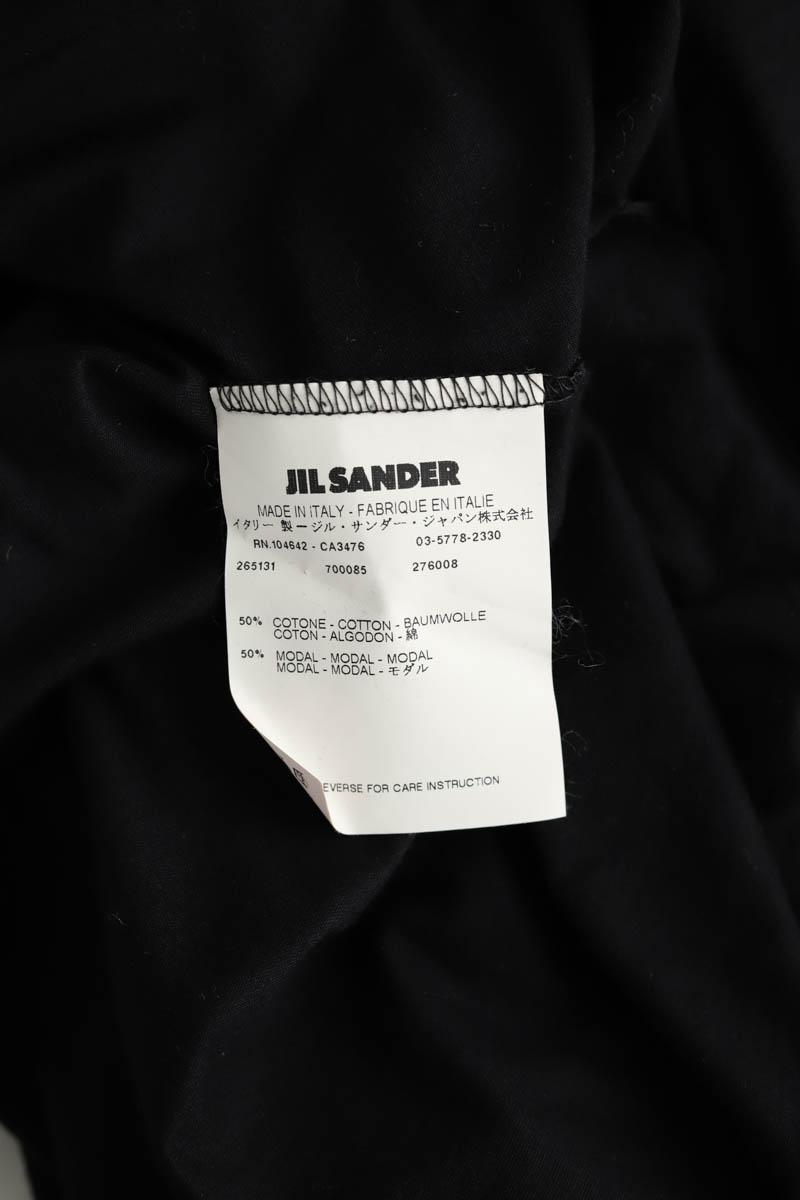 JIL SANDER
MADE IN ITALY - FABRIQUE EN ITALIE
イタリー 製ージル・サンダー・ジャパン株式会社
RN.104642 - CA3476 03-5778-2330
265131 700085 276008
50% COTONE - COTTON - BAUMWOLLE
COTON - ALGODON - 綿
50% MODAL - MODAL - MODAL
MODAL - MODAL - モダル
EVERSE FOR CARE INSTRUCTION